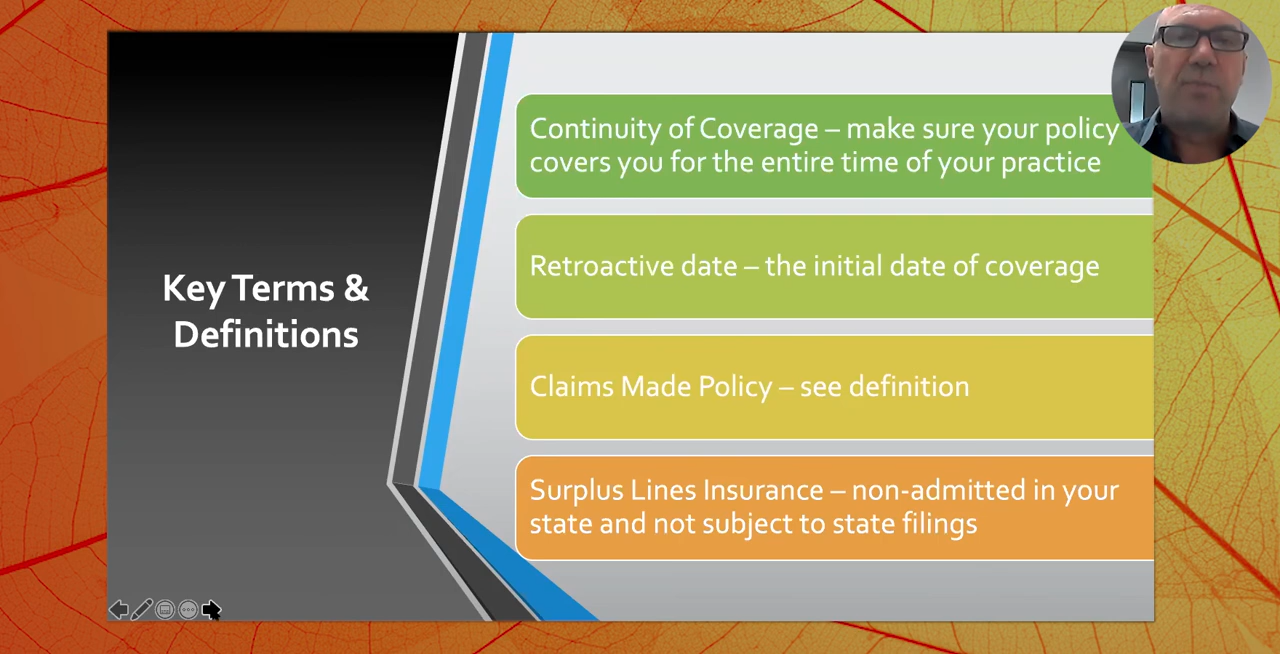 Key Terms &
Definitions
Continuity of Coverage – make sure your policy
covers you for the entire time of your practice
Retroactive date – the initial date of coverage
Claims Made Policy – see definition
Surplus Lines Insurance – non-admitted in your
state and not subject to state filings